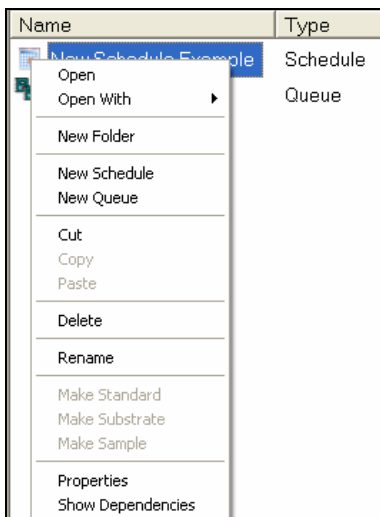 Name Type
New Schedule Example Schedule
Queue
Open
Open With
New Folder
New Schedule
New Queue
Cut
Copy
Paste
Delete
Rename
Make Standard
Make Substrate
Make Sample
Properties
Show Dependencies